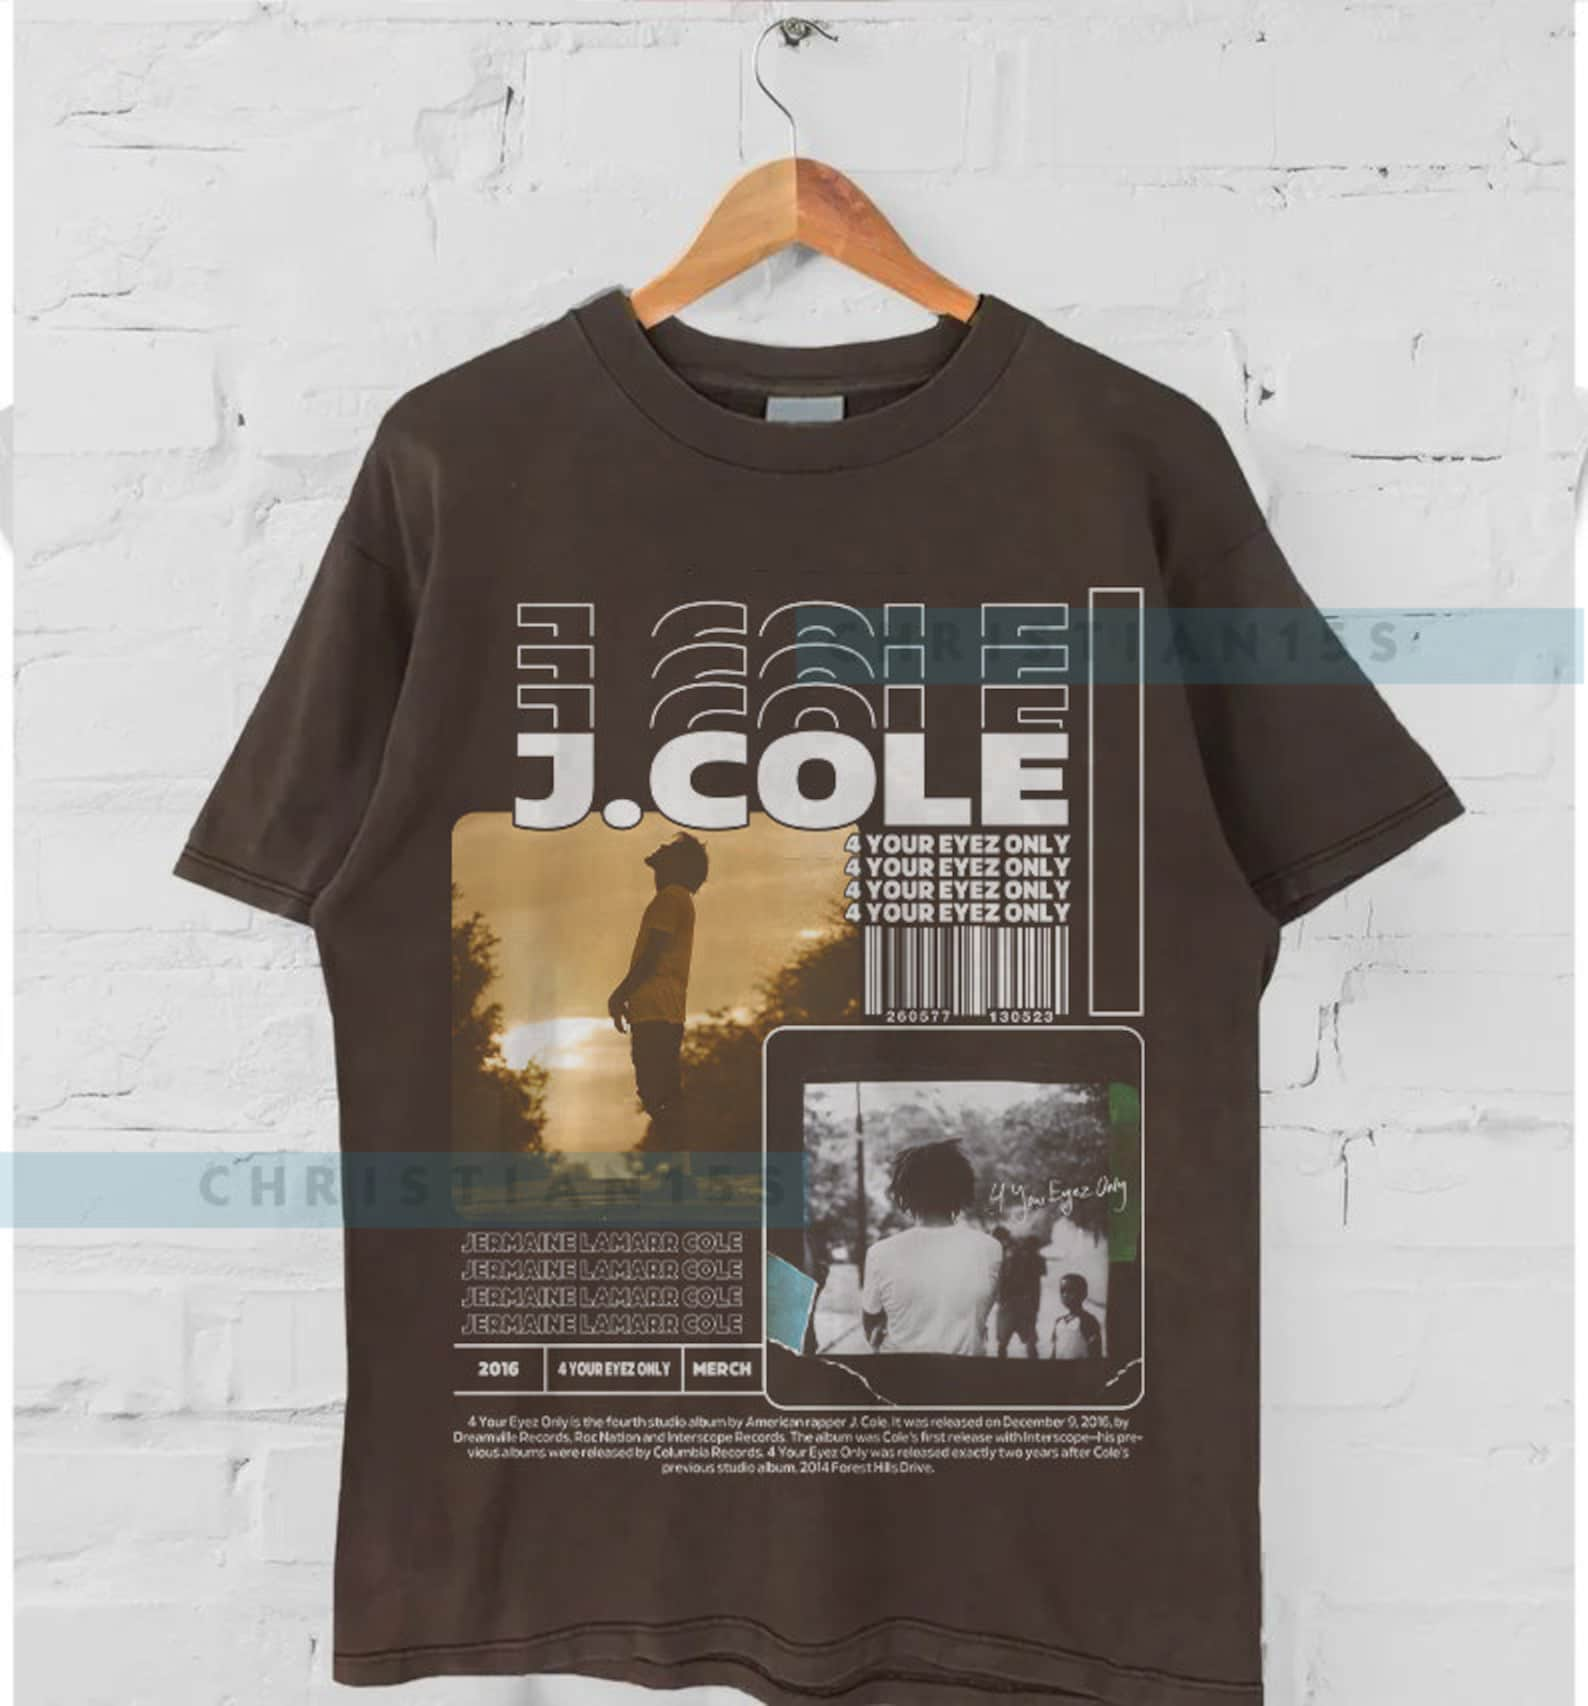 J. COLE
J. COLE
J. COLE
J.COLE
CHRISTIAN15S
4 YOUR EYEZ ONLY
4 YOUR EYEZ ONLY
4 YOUR EYEZ ONLY
4 YOUR EYEZ ONLY
260577 130523
CHRISTIAN15S
4 Your Eyez Only
JERMAINE LAMARR COLE
JERMAINE LAMARR COLE
JERMAINE LAMARR COLE
JERMAINE LAMARR COLE
2016 4 YOUR EYEZ ONLY MERCH
4 Your Eyez Only is the fourth studio album by American rapper J. Cole. It was released on December 9, 2016, by
Dreamville Records, Roc Nation and Interscope Records. The album was Cole's first release with Interscope—his pre-
vious albums were released by Columbia Records. 4 Your Eyez Only was released exactly two years after Cole's
previous studio album, 2014 Forest Hills Drive.